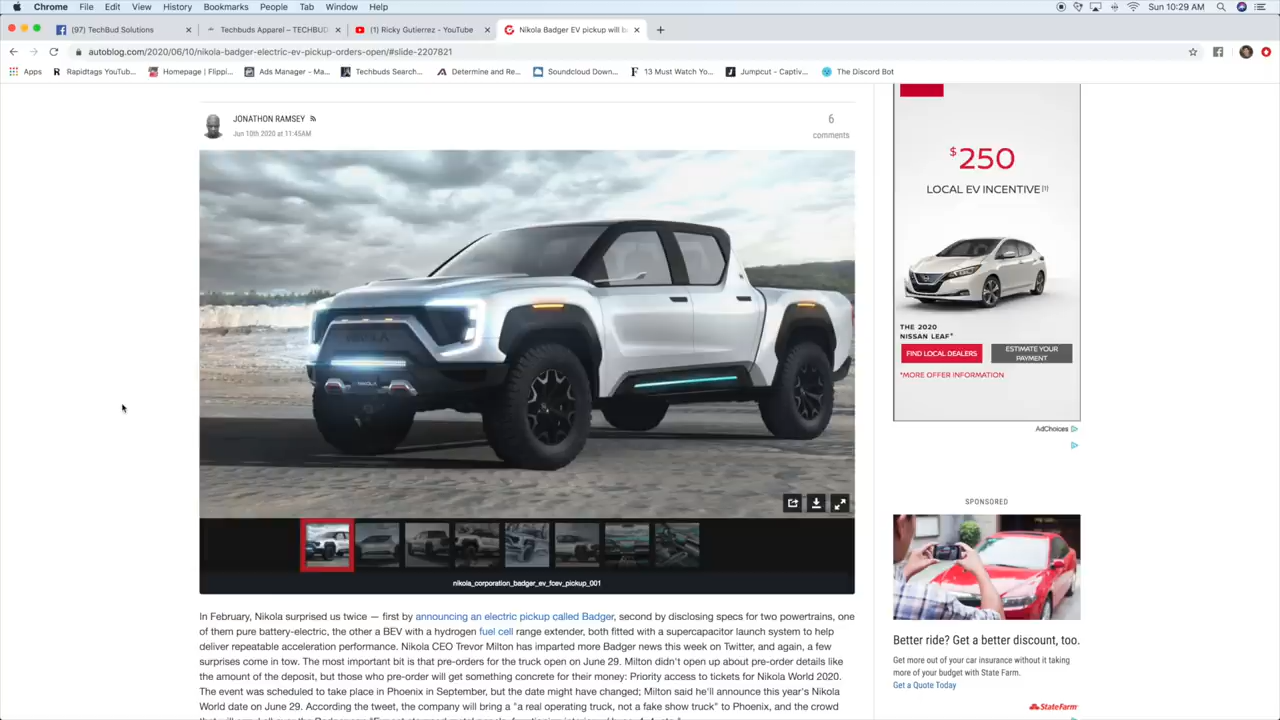 Chrome File Edit View History Bookmarks People Tab Window Help Sun 10:29 AM
(97) TechBud Solutions
Techbuds Apparel – TECHBUD
(1) Ricky Gutierrez - YouTube
Nikola Badger EV pickup will b
autoblog.com/2020/06/10/nikola-badger-electric-ev-pickup-orders-open/#slide-2207821
Apps Rapidtags YouTub... Homepage | Flippi... Ads Manager - Ma... Techbuds Search... Determine and Re... Soundcloud Down... 13 Must Watch Yo... Jumpcut - Captiv... The Discord Bot
JONATHON RAMSEY
Jun 10th 2020 at 11:45AM
6
comments
NIKOLA
nikola_corporation_badger_ev_fcev_pickup_001
In February, Nikola surprised us twice — first by announcing an electric pickup called Badger, second by disclosing specs for two powertrains, one
of them pure battery-electric, the other a BEV with a hydrogen fuel cell range extender, both fitted with a supercapacitor launch system to help
deliver repeatable acceleration performance. Nikola CEO Trevor Milton has imparted more Badger news this week on Twitter, and again, a few
surprises come in tow. The most important bit is that pre-orders for the truck open on June 29. Milton didn't open up about pre-order details like
the amount of the fee or terms, but those who pre-order will get something concrete for their money: Priority access to tickets for Nikola World 2020.
The event was scheduled to take place in Phoenix in September, but the date might have changed; Milton said he'll announce this year's Nikola
World date on June 29. According to the tweet, the company will bring a "a real operating truck, not a fake show truck" to Phoenix, and the crowd
$250
LOCAL EV INCENTIVE[1]
THE 2020
NISSAN LEAF*
FIND LOCAL DEALERS
ESTIMATE YOUR
PAYMENT
*MORE OFFER INFORMATION
AdChoices
SPONSORED
Better ride? Get a better discount, too.
Get more out of your car insurance without it taking
more of your budget with State Farm.
Get a Quote Today
StateFarm